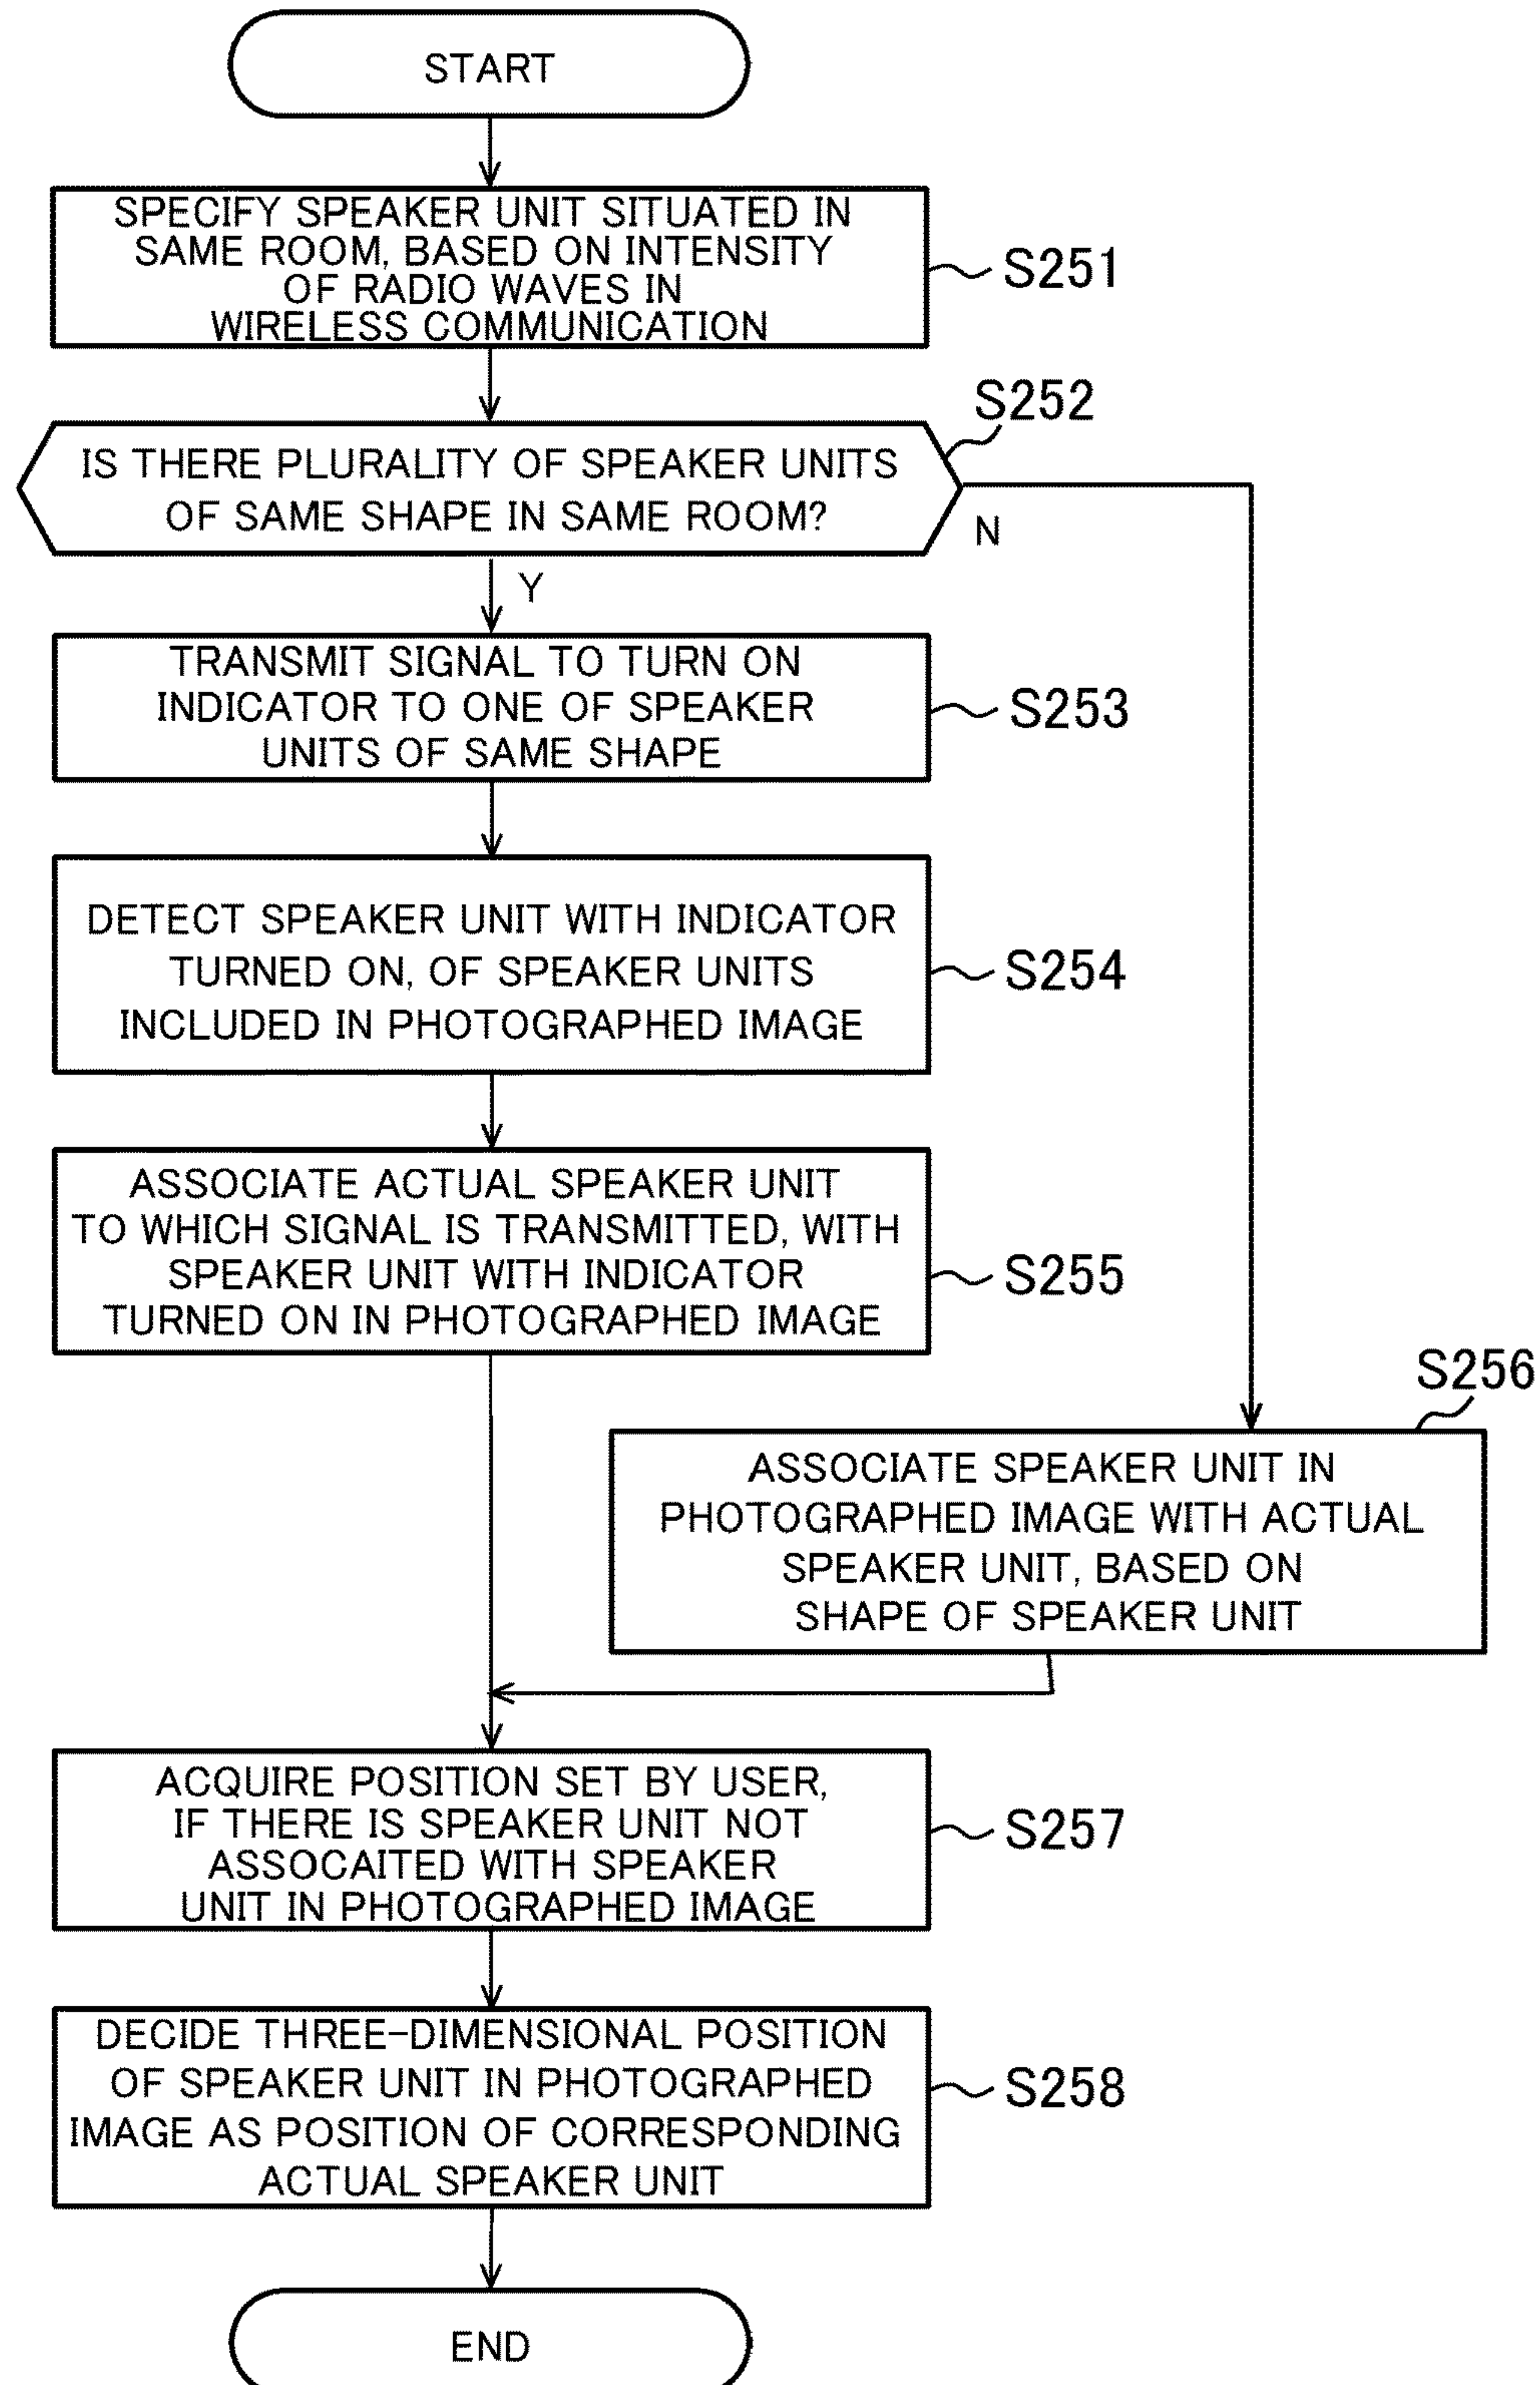 START
SPECIFY SPEAKER UNIT SITUATED IN
SAME ROOM, BASED ON INTENSITY
OF RADIO WAVES IN
WIRELESS COMMUNICATION
S251
S252
IS THERE PLURALITY OF SPEAKER UNITS
OF SAME SHAPE IN SAME ROOM?
N
Y
TRANSMIT SIGNAL TO TURN ON
INDICATOR TO ONE OF SPEAKER
UNITS OF SAME SHAPE
S253
DETECT SPEAKER UNIT WITH INDICATOR
TURNED ON, OF SPEAKER UNITS
INCLUDED IN PHOTOGRAPHED IMAGE
S254
ASSOCIATE ACTUAL SPEAKER UNIT
TO WHICH SIGNAL IS TRANSMITTED, WITH
SPEAKER UNIT WITH INDICATOR
TURNED ON IN PHOTOGRAPHED IMAGE
S255
S256
ASSOCIATE SPEAKER UNIT IN
PHOTOGRAPHED IMAGE WITH ACTUAL
SPEAKER UNIT, BASED ON
SHAPE OF SPEAKER UNIT
ACQUIRE POSITION SET BY USER,
IF THERE IS SPEAKER UNIT NOT
ASSOCAITED WITH SPEAKER
UNIT IN PHOTOGRAPHED IMAGE
S257
DECIDE THREE-DIMENSIONAL POSITION
OF SPEAKER UNIT IN PHOTOGRAPHED
IMAGE AS POSITION OF CORRESPONDING
ACTUAL SPEAKER UNIT
S258
END